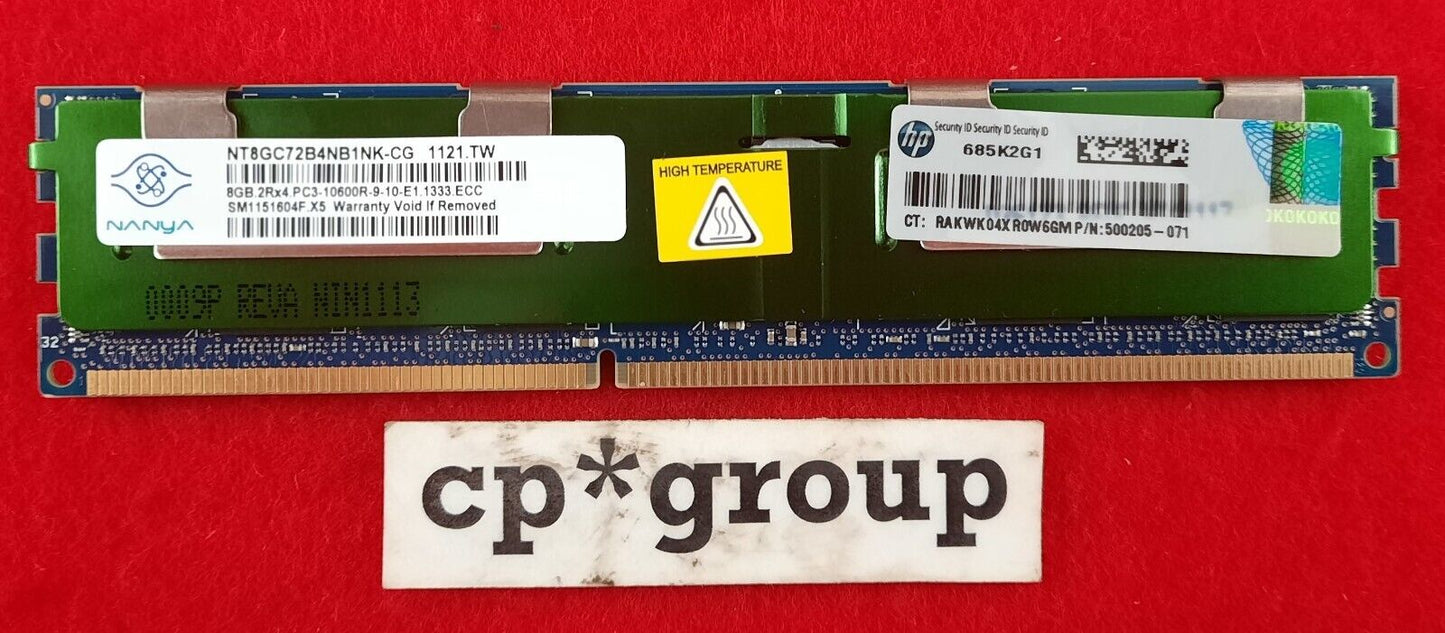 NT8GC72B4NB1NK-CG 1121.TW
8GB.2Rx4.PC3-10600R-9-10-E1.1333.ECC
SM1151604F.X5 Warranty Void If Removed
NANYA
HIGH TEMPERATURE
hp
Security ID Security ID Security ID
685K2G1
CT: RAKWK04XR0W6GM P/N:500205-071
OKOKOKO
0009P REVA NIN1113
32
cp*group